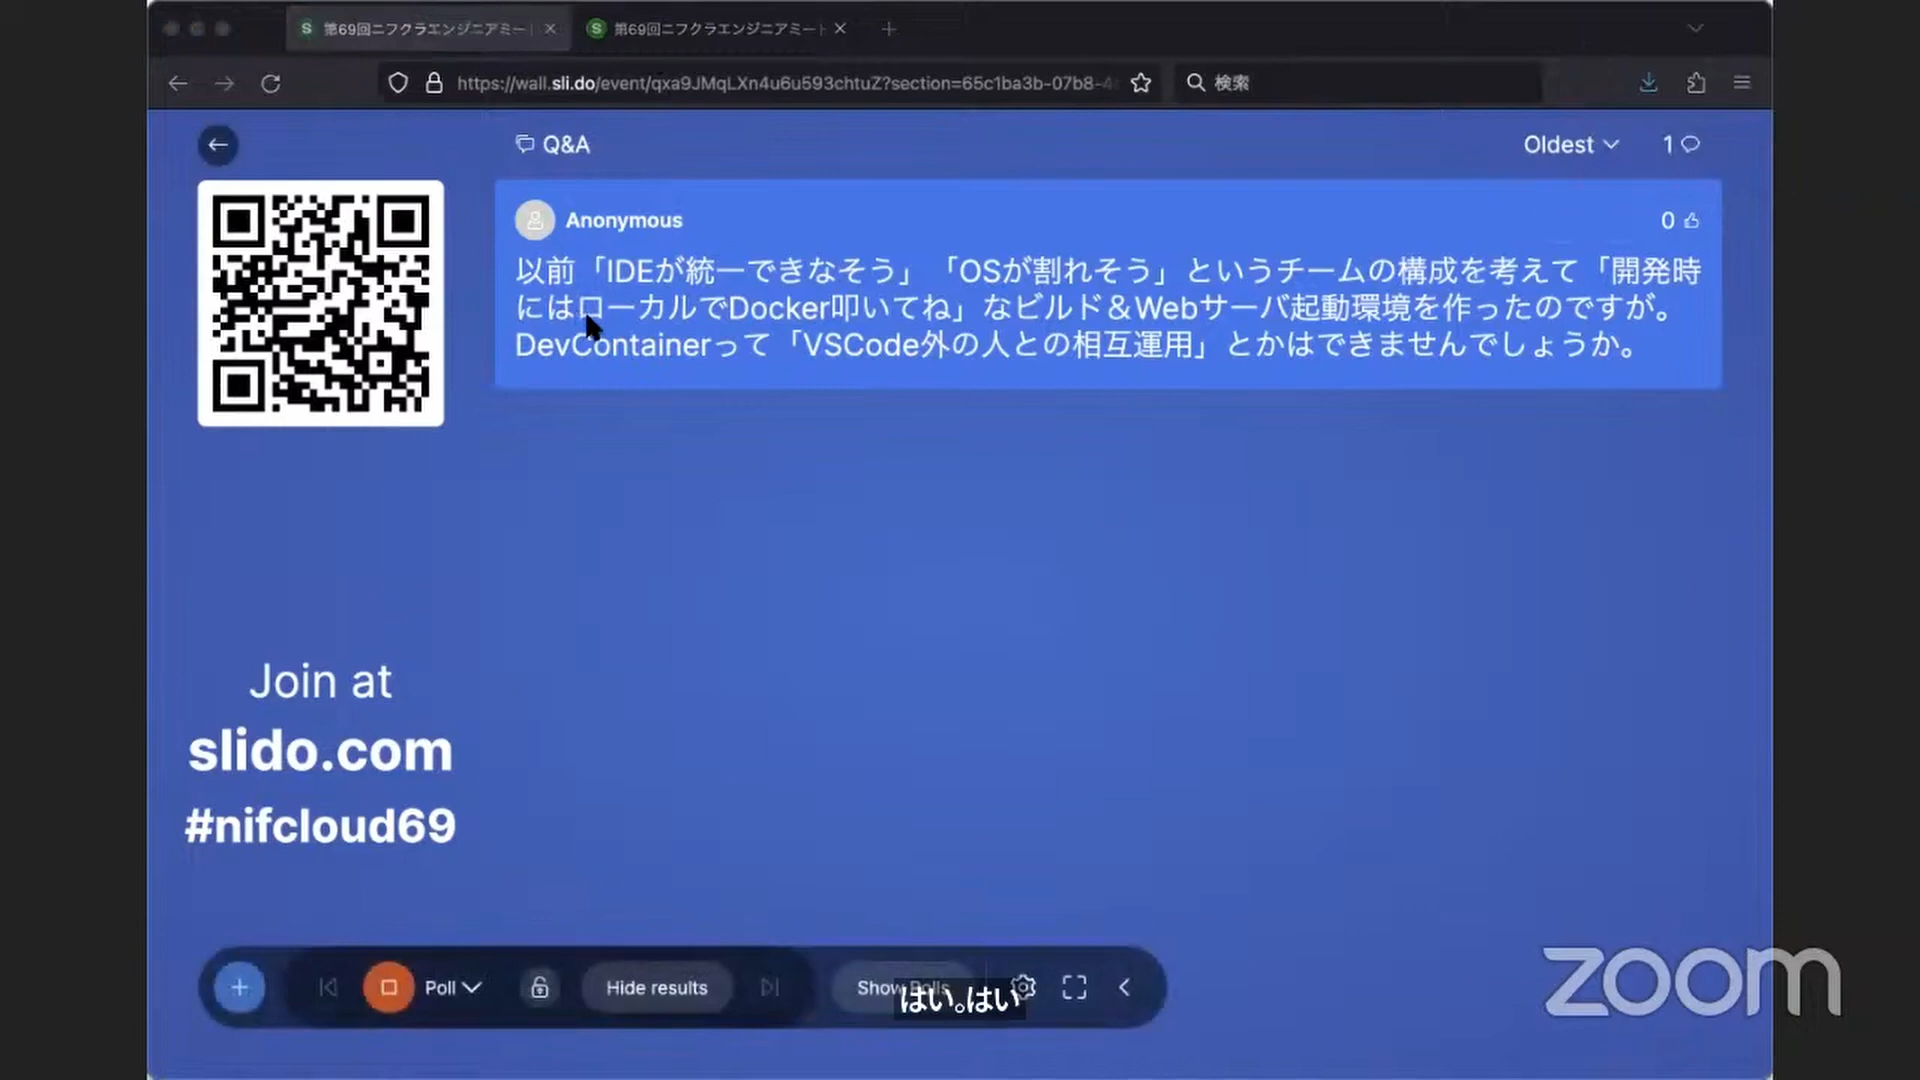 第69回ニフクラエンジニアミー
第69回ニフクラエンジニアミート
https://wall.sli.do/event/qxa9JMqLXn4u6u593chtuZ?section=65c1ba3b-07b8-4
検索
Q&A
Oldest
1
Anonymous
0
以前「IDEが統一できなそう」「OSが割れそう」というチームの構成を考えて「開発時
にはローカルでDocker叩いてね」なビルド＆Webサーバ起動環境を作ったのですが。
DevContainerって「VSCode外の人との相互運用」とかはできませんでしょうか。
Join at
slido.com
#nifcloud69
Poll
Hide results
Show Polls
はい。はい
zoom